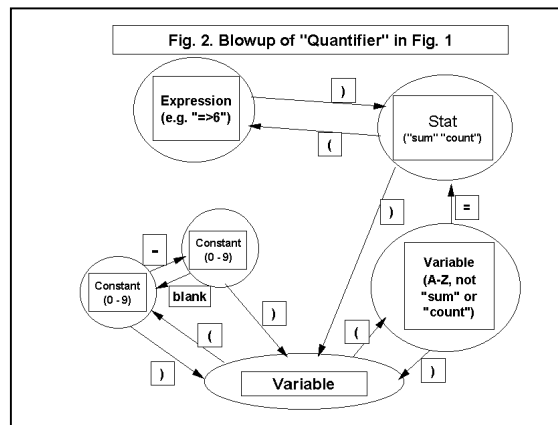 Fig. 2. Blowup of "Quantifier" in Fig. 1
Expression
(e.g. "=>6")
)
(
Stat
("sum" "count")
)
=
Constant
(0 - 9)
-
Constant
(0 - 9)
blank
)
(
)
(
Variable
(A-Z, not
"sum" or
"count")
)
Variable